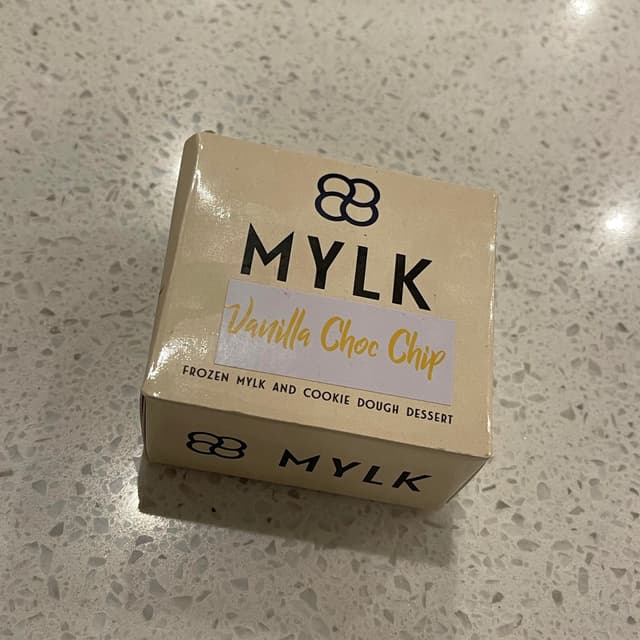 MYLK
Vanilla Choc Chip
FROZEN MYLK AND COOKIE DOUGH DESSERT
MYLK